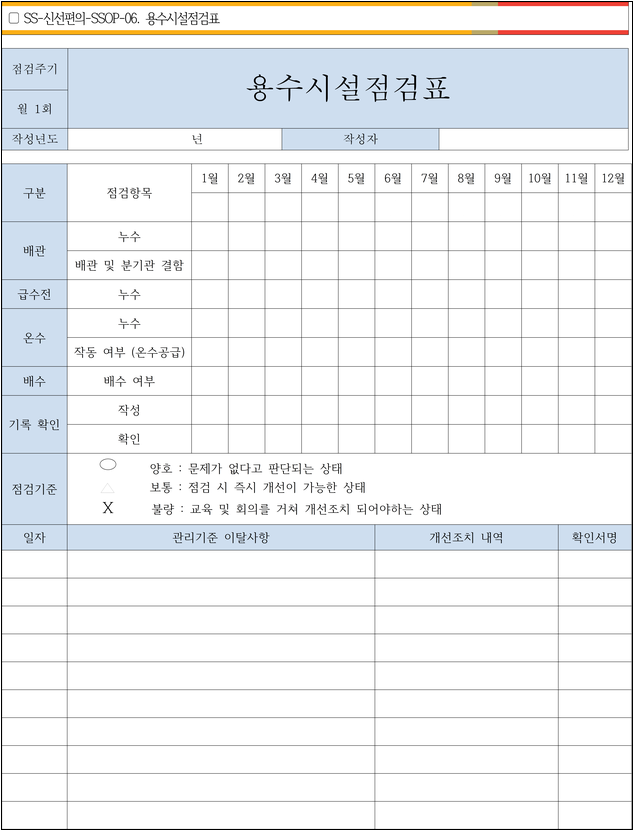 ▢ SS-신선편의-SSOP-06. 용수시설점검표
점검주기
용수시설점검표
월 1회
작성년도 년 작성자
구분 점검항목 1월 2월 3월 4월 5월 6월 7월 8월 9월 10월 11월 12월
배관 누수
배관 및 분기관 결함
급수전 누수
온수 누수
작동 여부 (온수공급)
배수 배수 여부
기록 확인 작성
확인
점검기준
○ 양호 : 문제가 없다고 판단되는 상태
△ 보통 : 점검 시 즉시 개선이 가능한 상태
X 불량 : 교육 및 회의를 거쳐 개선조치 되어야하는 상태
일자 관리기준 이탈사항 개선조치 내역 확인서명